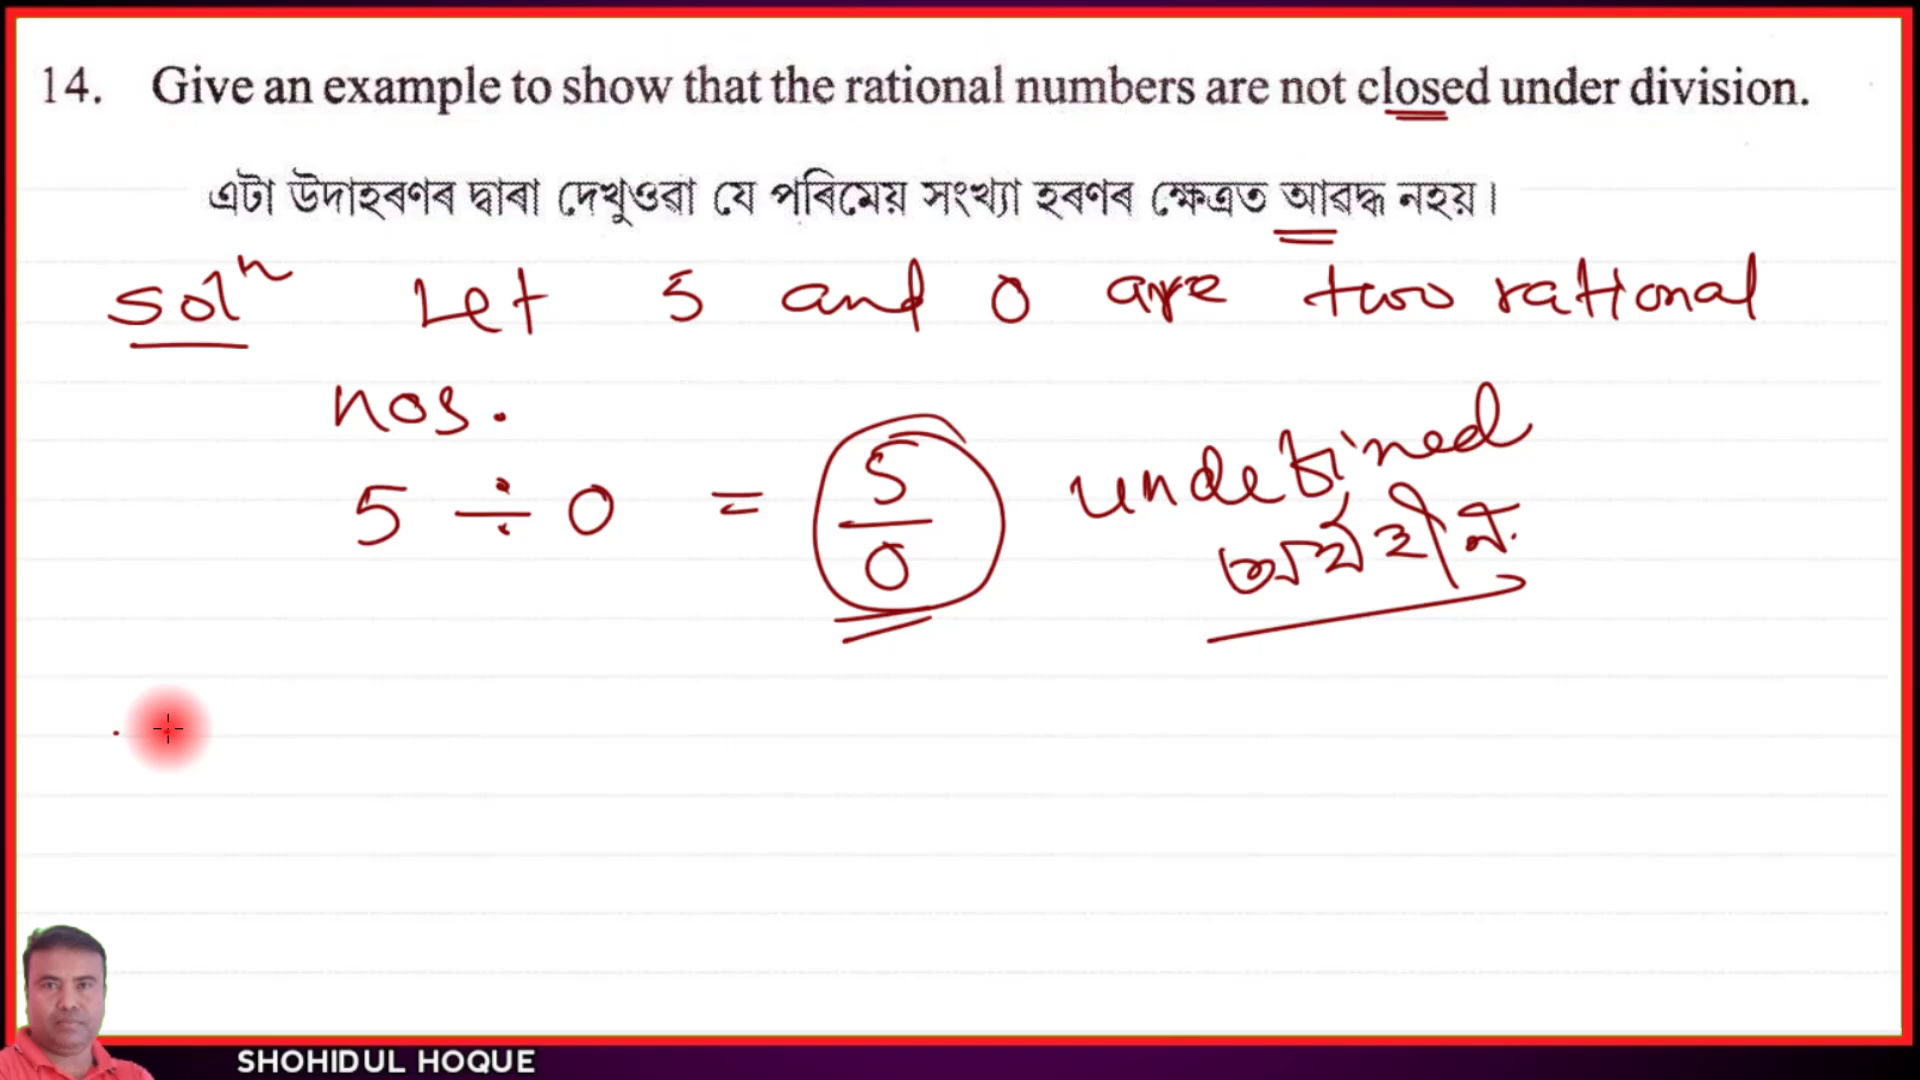 14. Give an example to show that the rational numbers are not closed under division.
এটা উদাহৰণৰ দ্বাৰা দেখুওৱা যে পৰিমেয় সংখ্যা হৰণৰ ক্ষেত্ৰত আৱদ্ধ নহয়।
Solⁿ Let 5 and 0 are two rational
nos.
5 ÷ 0 = 5/0 undefined
অৰ্থহীন.
SHOHIDUL HOQUE